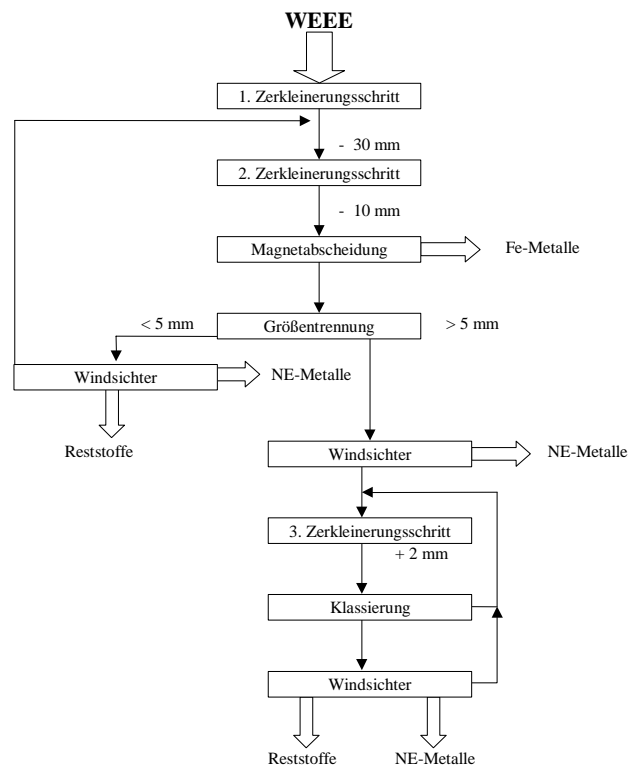 WEEE
1. Zerkleinerungsschritt
- 30 mm
2. Zerkleinerungsschritt
- 10 mm
Magnetabscheidung
Fe-Metalle
< 5 mm
Größentrennung
> 5 mm
Windsichter
NE-Metalle
Reststoffe
Windsichter
NE-Metalle
3. Zerkleinerungsschritt
+ 2 mm
Klassierung
Windsichter
Reststoffe
NE-Metalle